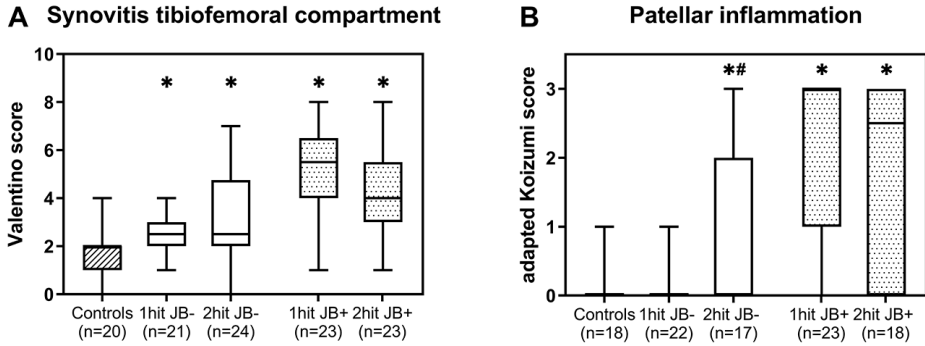 A Synovitis tibiofemoral compartment
Valentino score
10
8
6
4
2
0
* * * *
Controls 1hit JB- 2hit JB- 1hit JB+ 2hit JB+
(n=20) (n=21) (n=24) (n=23) (n=23)
B Patellar inflammation
adapted Koizumi score
3
2
1
0
*# * *
Controls 1hit JB- 2hit JB- 1hit JB+ 2hit JB+
(n=18) (n=22) (n=17) (n=23) (n=18)